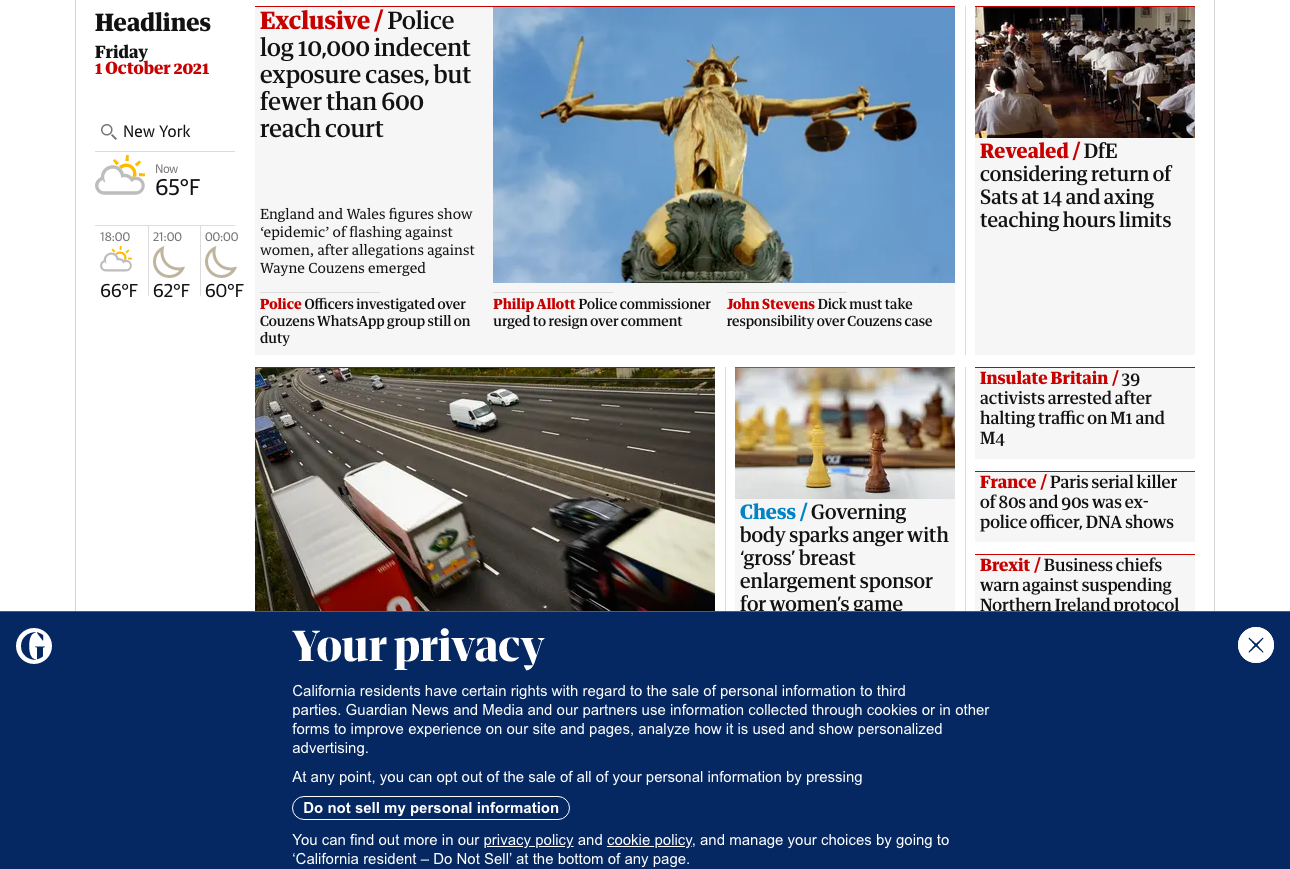 Headlines
Friday
1 October 2021
New York
Now
65°F
18:00
21:00
00:00
66°F
62°F
60°F
Exclusive / Police
log 10,000 indecent
exposure cases, but
fewer than 600
reach court
England and Wales figures show
‘epidemic’ of flashing against
women, after allegations against
Wayne Couzens emerged
Police Officers investigated over
Couzens WhatsApp group still on
duty
Philip Allott Police commissioner
urged to resign over comment
John Stevens Dick must take
responsibility over Couzens case
Revealed / DfE
considering return of
Sats at 14 and axing
teaching hours limits
Chess / Governing
body sparks anger with
‘gross’ breast
enlargement sponsor
for women’s game
Insulate Britain / 39
activists arrested after
halting traffic on M1 and
M4
France / Paris serial killer
of 80s and 90s was ex-
police officer, DNA shows
Brexit / Business chiefs
warn against suspending
Northern Ireland protocol
G
Your privacy
California residents have certain rights with regard to the sale of personal information to third
parties. Guardian News and Media and our partners use information collected through cookies or in other
forms to improve experience on our site and pages, analyze how it is used and show personalized
advertising.
At any point, you can opt out of the sale of all of your personal information by pressing
Do not sell my personal information
You can find out more in our privacy policy and cookie policy, and manage your choices by going to
‘California resident – Do Not Sell’ at the bottom of any page.